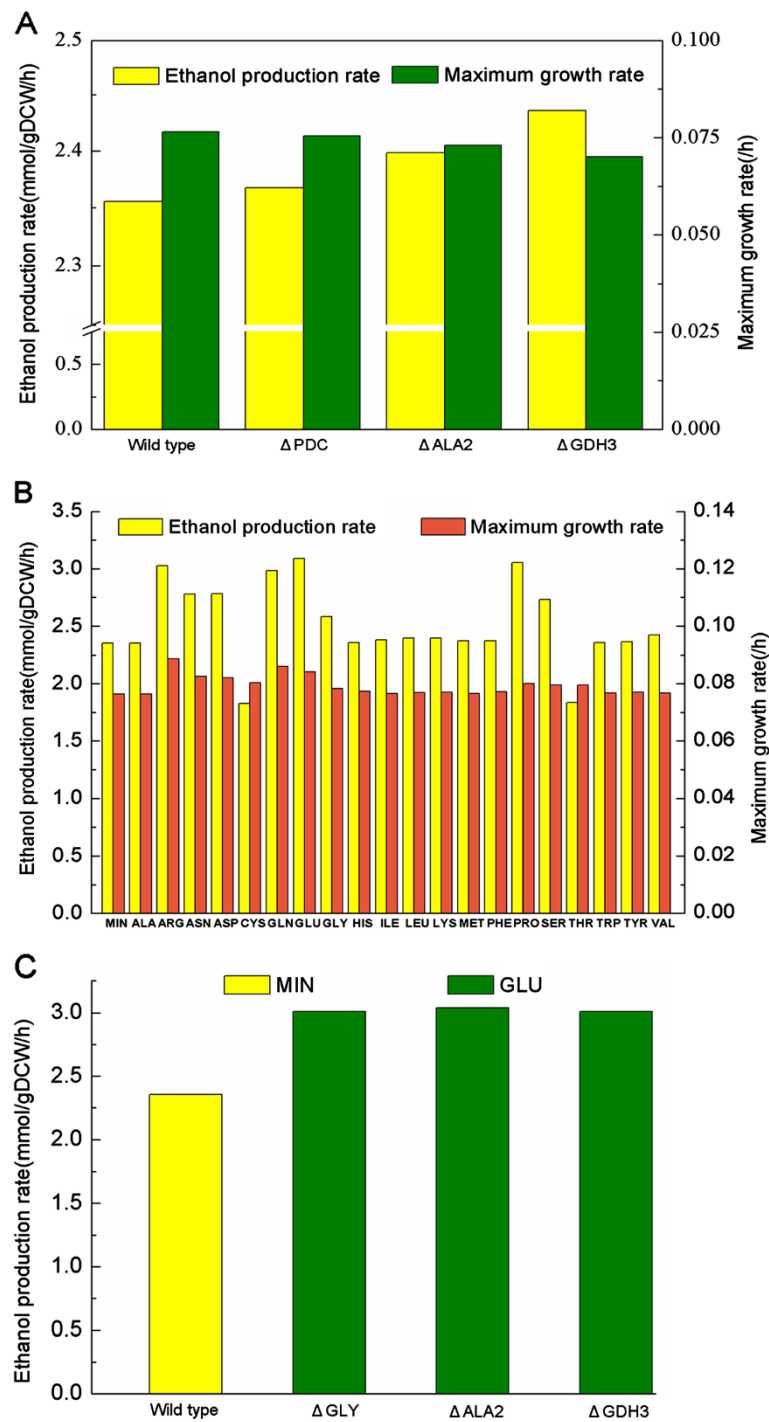 A
Ethanol production rate(mmol/gDCW/h)
2.5
2.4
2.3
0.5
0.0
Ethanol production rate
Maximum growth rate
0.100
0.075
0.050
0.025
0.000
Maximum growth rate(/h)
Wild type
Δ PDC
Δ ALA2
Δ GDH3
B
Ethanol production rate(mmol/gDCW/h)
3.5
3.0
2.5
2.0
1.5
1.0
0.5
0.0
Ethanol production rate
Maximum growth rate
0.14
0.12
0.10
0.08
0.06
0.04
0.02
0.00
Maximum growth rate(/h)
MIN ALA ARG ASN ASP CYS GLN GLU GLY HIS ILE LEU LYS MET PHE PRO SER THR TRP TYR VAL
C
Ethanol production rate(mmol/gDCW/h)
3.0
2.5
2.0
1.5
1.0
0.5
0.0
MIN
GLU
Wild type
Δ GLY
Δ ALA2
Δ GDH3